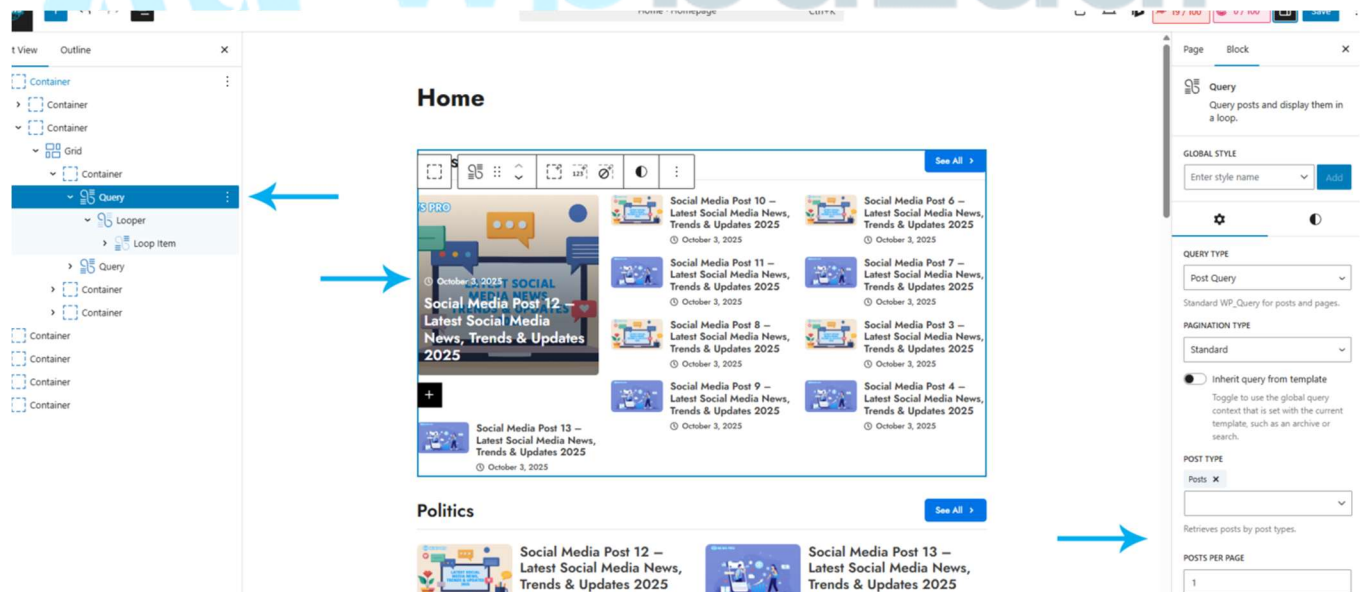 Home · Homepage
Ctrl+K
19 / 100
0 / 100
Save
t View
Outline
Container
Container
Container
Grid
Container
Query
Looper
Loop Item
Query
Container
Container
Container
Container
Container
Container
Home
s
See All
123
S PRO
October 3, 2025
LATEST SOCIAL
MEDIA NEWS
TRENDS & UPDATES
Social Media Post 12 –
Latest Social Media
News, Trends & Updates
2025
Social Media Post 13 –
Latest Social Media News,
Trends & Updates 2025
October 3, 2025
Social Media Post 10 –
Latest Social Media News,
Trends & Updates 2025
October 3, 2025
Social Media Post 11 –
Latest Social Media News,
Trends & Updates 2025
October 3, 2025
Social Media Post 8 –
Latest Social Media News,
Trends & Updates 2025
October 3, 2025
Social Media Post 9 –
Latest Social Media News,
Trends & Updates 2025
October 3, 2025
Social Media Post 6 –
Latest Social Media News,
Trends & Updates 2025
October 3, 2025
Social Media Post 7 –
Latest Social Media News,
Trends & Updates 2025
October 3, 2025
Social Media Post 3 –
Latest Social Media News,
Trends & Updates 2025
October 3, 2025
Social Media Post 4 –
Latest Social Media News,
Trends & Updates 2025
October 3, 2025
Politics
See All
Social Media Post 12 –
Latest Social Media News,
Trends & Updates 2025
Social Media Post 13 –
Latest Social Media News,
Trends & Updates 2025
Page
Block
Query
Query posts and display them in
a loop.
GLOBAL STYLE
Enter style name
Add
QUERY TYPE
Post Query
Standard WP_Query for posts and pages.
PAGINATION TYPE
Standard
Inherit query from template
Toggle to use the global query
context that is set with the current
template, such as an archive or
search.
POST TYPE
Posts
Retrieves posts by post types.
POSTS PER PAGE
1